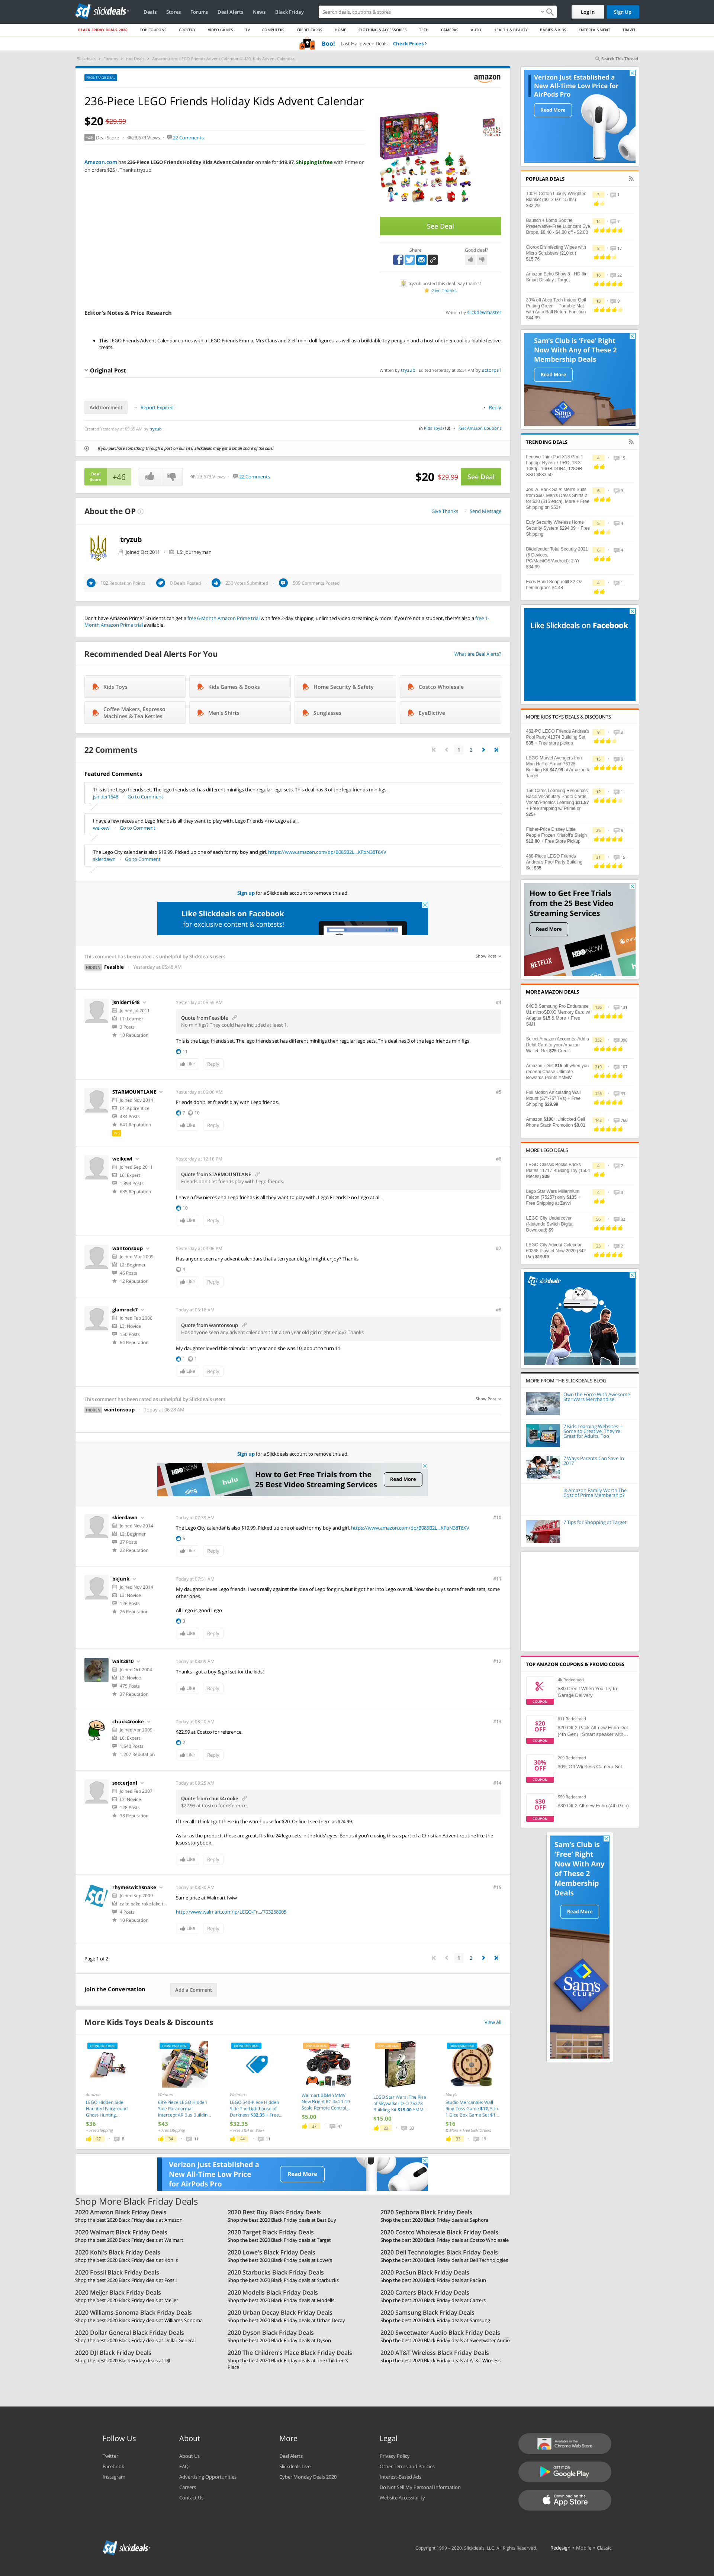 slickdeals
Deals Stores Forums Deal Alerts News Black Friday
Search deals, coupons & stores
Log In Sign Up
BLACK FRIDAY DEALS 2020 TOP COUPONS GROCERY VIDEO GAMES TV COMPUTERS CREDIT CARDS HOME CLOTHING & ACCESSORIES TECH CAMERAS AUTO HEALTH & BEAUTY BABIES & KIDS ENTERTAINMENT TRAVEL
Boo! Last Halloween Deals Check Prices ›
Search This Thread
FRONTPAGE DEAL
amazon
236-Piece LEGO Friends Holiday Kids Advent Calendar
$20 $29.99
+46 Deal Score 23,673 Views 22 Comments
Amazon.com has 236-Piece LEGO Friends Holiday Kids Advent Calendar on sale for $19.97. Shipping is free with Prime or
on orders $25+. Thanks tryzub
See Deal
Share Good deal?
tryzub posted this deal. Say thanks!
Give Thanks
Editor's Notes & Price Research
Written by slickdewmaster
This LEGO Friends Advent Calendar comes with a LEGO Friends Emma, Mrs Claus and 2 elf mini-doll figures, as well as a buildable toy penguin and a host of other cool buildable festive
treats.
Original Post
Written by tryzub Edited Yesterday at 05:51 AM by actorjps1
Add Comment Report Expired Reply
Created Yesterday at 05:35 AM by tryzub
in Kids Toys (10) Get Amazon Coupons
If you purchase something through a post on our site, Slickdeals may get a small share of the sale.
Deal
Score +46
23,673 Views 22 Comments
$20 $29.99 See Deal
About the OP
Give Thanks Send Message
tryzub
Joined Oct 2011 L5: Journeyman
102 Reputation Points 0 Deals Posted 230 Votes Submitted 939 Comments Posted
Don't have Amazon Prime? Students can get a free 6-Month Amazon Prime trial with free 2-day shipping, unlimited video streaming & more. If you're not a student, there's also a free 1-
Month Amazon Prime trial available.
Recommended Deal Alerts For You
What are Deal Alerts?
Kids Toys Kids Games & Books Home Security & Safety Costco Wholesale
Coffee Makers, Espresso
Machines & Tea Kettles
Men's Shirts Sunglasses EyeDictive
22 Comments
1 2
Featured Comments
This is the Lego friends set. The lego friends set has different minifigs then regular lego sets. This deal has 3 of the lego friends minifigs.
jsnider1648 Go to Comment
I have a few nieces and Lego friends is all they want to play with. Lego Friends > no Lego at all.
weikewl Go to Comment
The Lego City calendar is also $19.99. Picked up one of each for my boy and girl. https://www.amazon.com/dp/B085B2L...KFbN38T6XV
skierdawn Go to Comment
Sign up for a Slickdeals account to remove this ad.
Like Slickdeals on Facebook
for exclusive content & contests!
This comment has been rated as unhelpful by Slickdeals users
Show Post
HIDDEN Feasible Yesterday at 05:48 AM
jsnider1648
Joined Jul 2011
L1: Learner
3 Posts
10 Reputation
Yesterday at 05:59 AM #4
Quote from Feasible
No minifigs? They could have included at least 1.
This is the Lego friends set. The lego friends set has different minifigs then regular lego sets. This deal has 3 of the lego friends minifigs.
11
Like Reply
STARMOUNTLANE
Joined Nov 2014
L4: Apprentice
434 Posts
641 Reputation
Pro
Yesterday at 06:06 AM #5
Friends don't let friends play with Lego friends.
7 10
Like Reply
weikewl
Joined Sep 2011
L6: Expert
1,893 Posts
635 Reputation
Yesterday at 12:16 PM #6
Quote from STARMOUNTLANE
Friends don't let friends play with Lego friends.
I have a few nieces and Lego friends is all they want to play with. Lego Friends > no Lego at all.
10
Like Reply
wantonsoup
Joined Mar 2009
L2: Beginner
46 Posts
12 Reputation
Yesterday at 04:06 PM #7
Has anyone seen any advent calendars that a ten year old girl might enjoy? Thanks
4
Like Reply
glamrock7
Joined Feb 2006
L3: Novice
150 Posts
64 Reputation
Today at 06:18 AM #8
Quote from wantonsoup
Has anyone seen any advent calendars that a ten year old girl might enjoy? Thanks
My daughter loved this calendar last year and she was 10, about to turn 11.
1 1
Like Reply
This comment has been rated as unhelpful by Slickdeals users
Show Post
HIDDEN wantonsoup Today at 06:28 AM
Sign up for a Slickdeals account to remove this ad.
How to Get Free Trials from the
25 Best Video Streaming Services
Read More
skierdawn
Joined Nov 2014
L2: Beginner
37 Posts
22 Reputation
Today at 07:39 AM #10
The Lego City calendar is also $19.99. Picked up one of each for my boy and girl. https://www.amazon.com/dp/B085B2L...KFbN38T6XV
5
Like Reply
bkjunk
Joined Nov 2014
L3: Novice
126 Posts
26 Reputation
Today at 07:51 AM #11
My daughter loves Lego friends. I was really against the idea of Lego for girls, but it got her into Lego overall. Now she buys some friends sets, some
other ones.
All Lego is good Lego
3
Like Reply
walt2810
Joined Oct 2004
L3: Novice
475 Posts
37 Reputation
Today at 08:00 AM #12
Thanks - got a boy & girl set for the kids!
Like Reply
chuck4rooke
Joined Apr 2009
L6: Expert
1,649 Posts
1,207 Reputation
Today at 08:20 AM #13
$22.99 at Costco for reference.
2
Like Reply
soccerjonl
Joined Feb 2007
L3: Novice
128 Posts
38 Reputation
Today at 08:25 AM #14
Quote from chuck4rooke
$22.99 at Costco for reference.
If I recall I think I got these in the warehouse for $20. Online I see them as $24.99.
As far as the product, these are great. It's like 24 lego sets in the kids' eyes. Bonus if you're using this as part of a Christian Advent routine like the
Jesus storybook.
Like Reply
rhymeswithsnake
Joined Sep 2009
cake bake rake lake t...
4 Posts
10 Reputation
Today at 08:30 AM #15
Same price at Walmart fwiw
http://www.walmart.com/ip/LEGO-Fr.../703258005
Like Reply
Page 1 of 2
1 2
Join the Conversation Add a Comment
More Kids Toys Deals & Discounts
View All
Amazon
LEGO Hidden Side
Haunted Fairground
Ghost-Hunting...
$36
+ Free Shipping
Walmart
689-Piece LEGO Hidden
Side Paranormal
Intercept AR Bus Buildin...
$43
+ Free Shipping
Walmart
LEGO 540-Piece Hidden
Side The Lighthouse of
Darkness $32.35 + Free...
$32.35
Walmart B&M YMMV
New Bright RC 4x4 1:10
Scale Remote Control...
$5.00
LEGO Star Wars: The Rise
of Skywalker D-O 75278
Building Kit $15.00 YMM...
$15.00
Macy's
Studio Mercantile: Wall
Ring Toss Game $12, 5-in-
1 Dice Box Game Set $1...
$16
Verizon Just Established
a New All-Time Low Price
for AirPods Pro
Read More
Shop More Black Friday Deals
2020 Amazon Black Friday Deals
Shop the best 2020 Black Friday deals at Amazon
2020 Best Buy Black Friday Deals
Shop the best 2020 Black Friday deals at Best Buy
2020 Sephora Black Friday Deals
Shop the best 2020 Black Friday deals at Sephora
2020 Walmart Black Friday Deals
Shop the best 2020 Black Friday deals at Walmart
2020 Target Black Friday Deals
Shop the best 2020 Black Friday deals at Target
2020 Costco Wholesale Black Friday Deals
Shop the best 2020 Black Friday deals at Costco Wholesale
2020 Kohl's Black Friday Deals
Shop the best 2020 Black Friday deals at Kohl's
2020 Lowe's Black Friday Deals
Shop the best 2020 Black Friday deals at Lowe's
2020 Dell Technologies Black Friday Deals
Shop the best 2020 Black Friday deals at Dell Technologies
2020 Fossil Black Friday Deals
Shop the best 2020 Black Friday deals at Fossil
2020 Starbucks Black Friday Deals
Shop the best 2020 Black Friday deals at Starbucks
2020 PacSun Black Friday Deals
Shop the best 2020 Black Friday deals at PacSun
2020 Meijer Black Friday Deals
Shop the best 2020 Black Friday deals at Meijer
2020 Modells Black Friday Deals
Shop the best 2020 Black Friday deals at Modells
2020 Carters Black Friday Deals
Shop the best 2020 Black Friday deals at Carters
2020 Williams-Sonoma Black Friday Deals
Shop the best 2020 Black Friday deals at Williams-Sonoma
2020 Urban Decay Black Friday Deals
Shop the best 2020 Black Friday deals at Urban Decay
2020 Samsung Black Friday Deals
Shop the best 2020 Black Friday deals at Samsung
2020 Dollar General Black Friday Deals
Shop the best 2020 Black Friday deals at Dollar General
2020 Dyson Black Friday Deals
Shop the best 2020 Black Friday deals at Dyson
2020 Sweetwater Audio Black Friday Deals
Shop the best 2020 Black Friday deals at Sweetwater Audio
2020 DJI Black Friday Deals
Shop the best 2020 Black Friday deals at DJI
2020 The Children's Place Black Friday Deals
Shop the best 2020 Black Friday deals at The Children's
Place
2020 AT&T Wireless Black Friday Deals
Shop the best 2020 Black Friday deals at AT&T Wireless
Verizon Just Established a
New All-Time Low Price for
AirPods Pro
Read More
POPULAR DEALS
100% Cotton Luxury Weighted
Blanket (40" x 60",15 lbs)
$32.29
Bausch + Lomb Soothe
Preservative-Free Lubricant Eye
Drops, $6.40 - $4.00 off - $2.08
Clorox Disinfecting Wipes with
Micro Scrubbers (210 ct.)
$15.76
Amazon Echo Show 8 - HD 8in
Smart Display : Target
30% off Abco Tech Indoor Golf
Putting Green – Portable Mat
with Auto Ball Return Function
$44.99
Sam's Club is 'Free' Right
Now With Any of These 2
Membership Deals
Read More
TRENDING DEALS
Lenovo ThinkPad X13 Gen 1
Laptop: Ryzen 7 PRO, 13.3"
1080p, 16GB DDR4, 128GB
SSD $693.50
Jos. A. Bank Sale: Men's Suits
from $60, Men's Dress Shirts 2
for $30 ($15 each), More + Free
Shipping on $50+
Eufy Security Wireless Home
Security System $294.09 + Free
Shipping
Bitdefender Total Security 2021
(5 Devices,
PC/MacIOS/Android); 2-Yr
$34.99
Ecos Hand Soap refill 32 Oz
Lemongrass $4.48
Like Slickdeals on Facebook
MORE KIDS TOYS DEALS & DISCOUNTS
462-PC LEGO Friends Andrea's
Pool Party 41374 Building Set
$35 + Free store pickup
LEGO Marvel Avengers Iron
Man Hall of Armor 76125
Building Kit $47.99 at Amazon &
Target
156 Cards Learning Resources
Basic Vocabulary Photo Cards,
Vocab/Phonics Learning $11.87
+ Free shipping w/ Prime or
$25+
Fisher-Price Disney Little
People Frozen Kristoff's Sleigh
$12.80 + Free Store Pickup
468-Piece LEGO Friends
Andrea's Pool Party Building
Set $35
How to Get Free Trials
from the 25 Best Video
Streaming Services
Read More
MORE AMAZON DEALS
64GB Samsung Pro Endurance
U1 microSDXC Memory Card w/
Adapter $15 & More + Free
S&H
Select Amazon Accounts: Add a
Debit Card to your Amazon
Wallet, Get $25 Credit
Amazon - Get $15 off when you
redeem Chase Ultimate
Rewards Points YMMV
Full Motion Articulating Wall
Mount (37"-75" TVs) + Free
Shipping $29.99
Amazon $100+ Unlocked Cell
Phone Stack Promotion $0.01
MORE LEGO DEALS
LEGO Classic Bricks Bricks
Plates 11717 Building Toy (1504
Pieces) $39
Lego Star Wars Millennium
Falcon (75257) only $135 +
Free Shipping at Zavvi
LEGO City Undercover
(Nintendo Switch Digital
Download) $9
LEGO City Advent Calendar
60268 Playset,New 2020 (342
Pie) $19.99
slickdeals
MORE FROM THE SLICKDEALS BLOG
Own the Force With Awesome
Star Wars Merchandise
7 Kids Learning Websites –
Some so Creative, They're
Great for Adults, Too
7 Ways Parents Can Save In
2017
Is Amazon Family Worth The
Cost of Prime Membership?
7 Tips for Shopping at Target
TOP AMAZON COUPONS & PROMO CODES
4k Redeemed
$30 Credit When You Try In-
Garage Delivery
COUPON
$20
OFF
811 Redeemed
$20 Off 2 Pack All-new Echo Dot
(4th Gen) | Smart speaker with...
COUPON
30%
OFF
209 Redeemed
30% Off Wireless Camera Set
COUPON
$30
OFF
550 Redeemed
$30 Off 2 All-new Echo (4th Gen)
COUPON
Sam's Club is
'Free' Right
Now With Any
of These 2
Membership
Deals
Read More
Sam's
CLUB
Follow Us
Twitter
Facebook
Instagram
About
About Us
FAQ
Advertising Opportunities
Careers
Contact Us
More
Deal Alerts
Slickdeals Live
Cyber Monday Deals 2020
Legal
Privacy Policy
Other Terms and Policies
Interest-Based Ads
Do Not Sell My Personal Information
Website Accessibility
Available in the
Chrome Web Store
GET IT ON
Google Play
Download on the
App Store
slickdeals
Copyright 1999 - 2020. Slickdeals, LLC. All Rights Reserved.
Redesign • Mobile • Classic